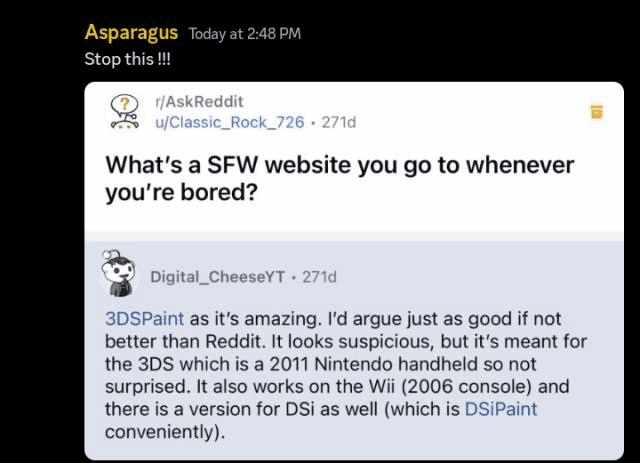 Asparagus Today at 2:48 PM
Stop this !!!
r/AskReddit
u/Classic_Rock_726 • 271d
What's a SFW website you go to whenever
you're bored?
Digital_CheeseYT • 271d
3DSPaint as it's amazing. I'd argue just as good if not
better than Reddit. It looks suspicious, but it's meant for
the 3DS which is a 2011 Nintendo handheld so not
surprised. It also works on the Wii (2006 console) and
there is a version for DSi as well (which is DSiPaint
conveniently).